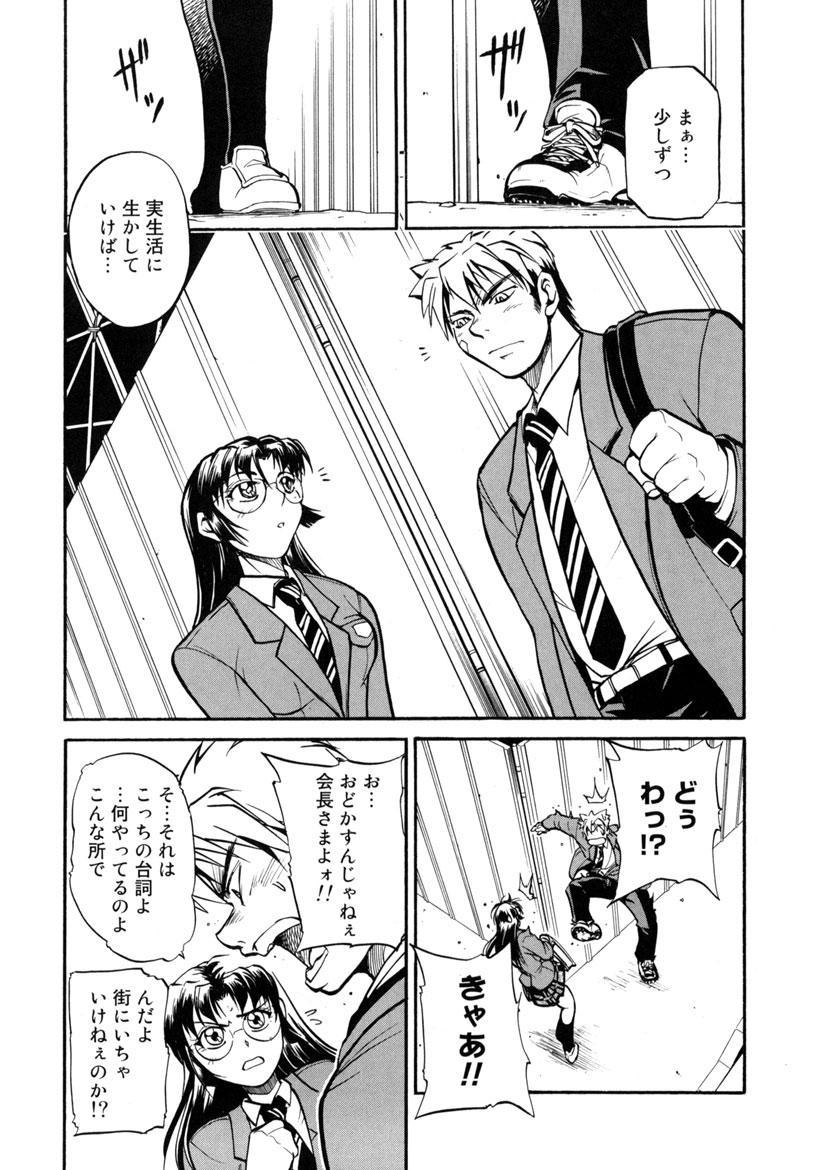 まぁ…
少しずつ
ザッ
ザッ
実生活に
生かして
いけば…
どぅ
わっ!?
きゃあ!!
お…
おどかすんじゃねぇ
会長さまよォ!!
そ…それは
こっちの台詞よ
…何やってるのよ
こんな所で
んだよ
街にいちゃ
いけねぇのか!?